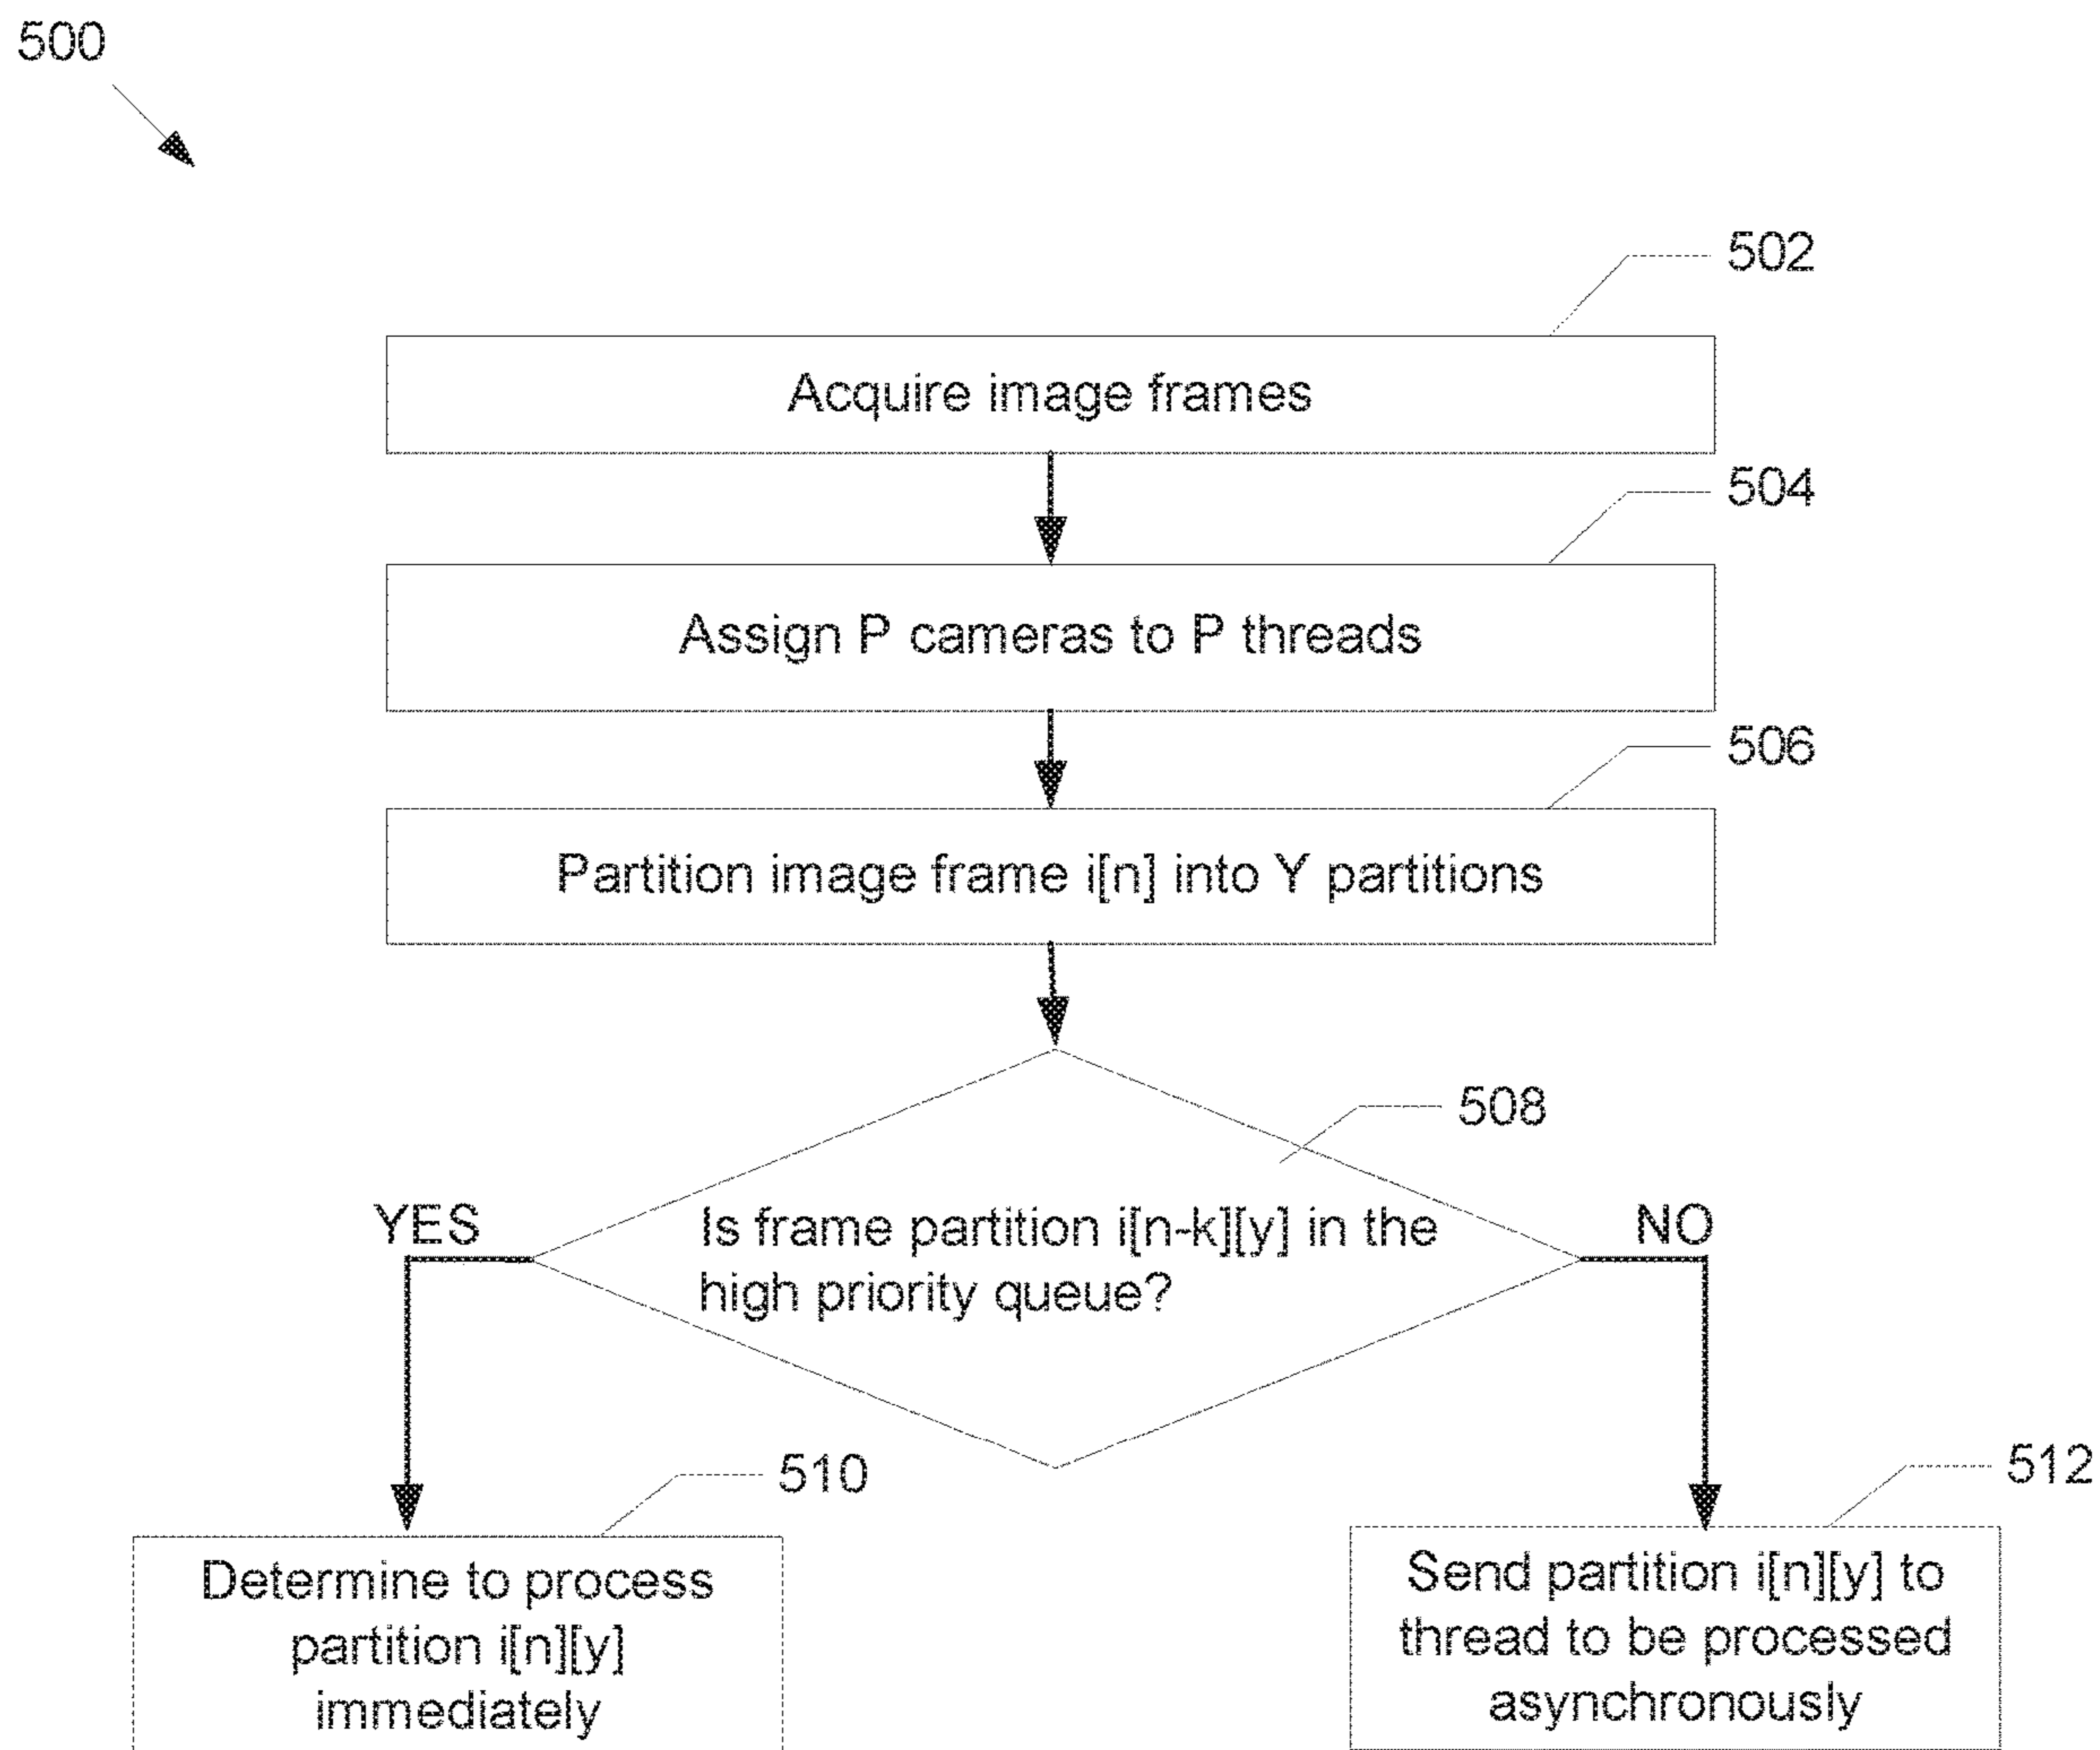 500
502
Acquire image frames
504
Assign P cameras to P threads
506
Partition image frame i[n] into Y partitions
508
YES
Is frame partition i[n-k][y] in the
high priority queue?
NO
510
512
Determine to process
partition i[n][y]
immediately
Send partition i[n][y] to
thread to be processed
asynchronously